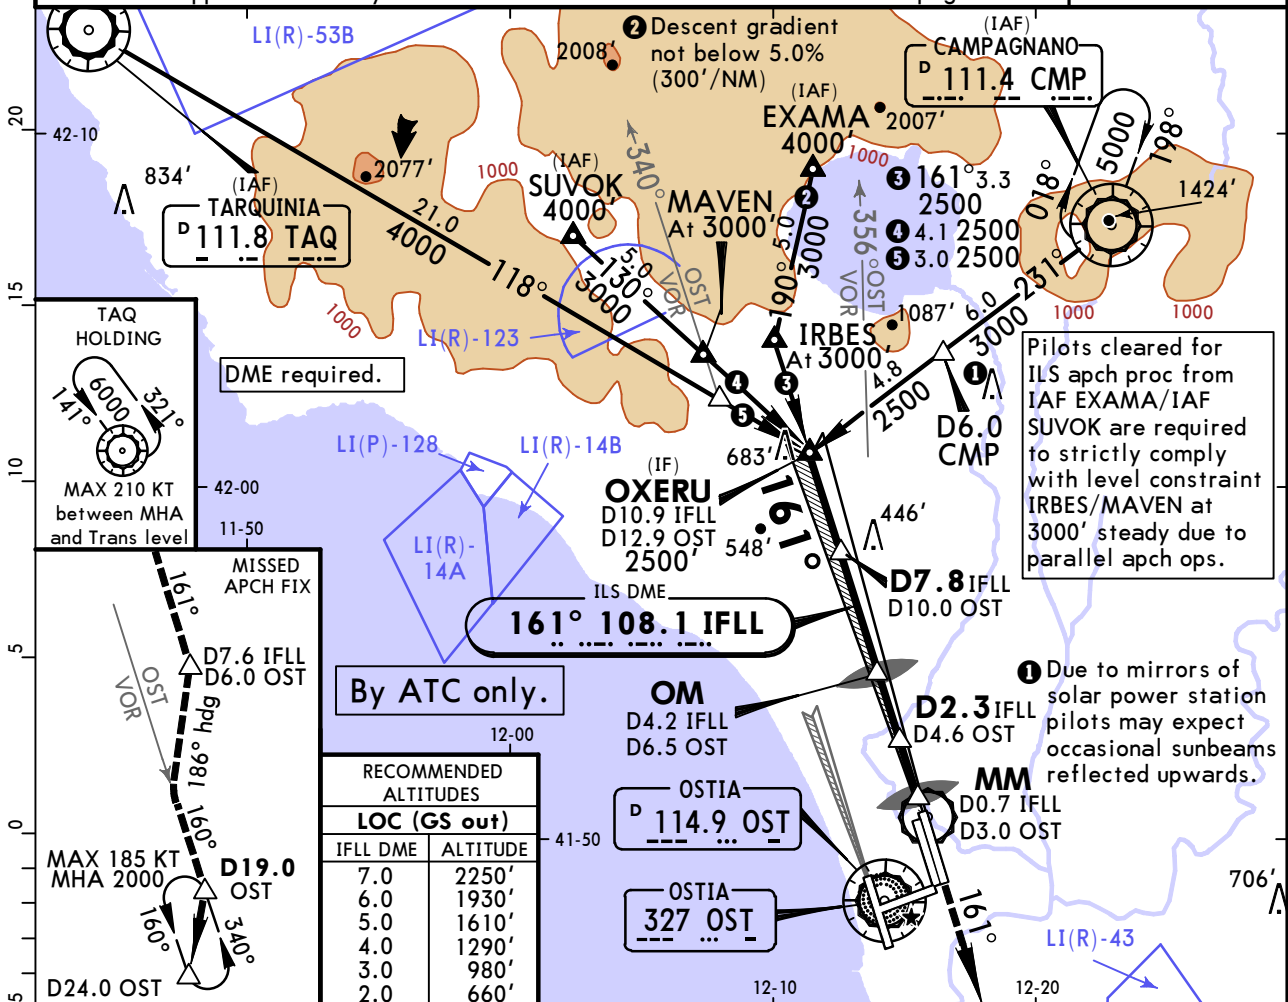 LI(R)-53B
2008'
❷ Descent gradient
not below 5.0%
(300'/NM)
(IAF)
CAMPAGNANO
D 111.4 CMP
20
42-10
834'
(IAF)
TARQUINIA
D 111.8 TAQ
2077'
21.0
4000
118°
1000
(IAF)
SUVOK
4000'
5.0
130°
3000
340°
OST
VOR
MAVEN
At 3000'
(IAF)
EXAMA
4000'
2007'
1000
❷
5.0
190°
3000
356°
OST
VOR
❸ 161° 3.3
2500
❹ 4.1 2500
❺ 3.0 2500
018°
5000
198°
1424'
231°
6.0
3000
1000
1000
15
1000
LI(R)-123
IRBES
At 3000'
1087'
4.8
2500
❶
D6.0
CMP
❸
❹
❺
TAQ
HOLDING
6000
141°
321°
MAX 210 KT
between MHA
and Trans level
DME required.
Pilots cleared for
ILS apch proc from
IAF EXAMA/IAF
SUVOK are required
to strictly comply
with level constraint
IRBES/MAVEN at
3000' steady due to
parallel apch ops.
10
42-00
11-50
LI(P)-128
LI(R)-14B
LI(R)-
14A
683'
(IF)
OXERU
D10.9 IFLL
D12.9 OST
2500'
548'
161°
446'
D7.8 IFLL
D10.0 OST
ILS DME
161° 108.1 IFLL
MISSED
APCH FIX
161°
OST
VOR
D7.6 IFLL
D6.0 OST
186° hdg
160°
MAX 185 KT
MHA 2000
D19.0
OST
160°
340°
D24.0 OST
5
0
5
By ATC only.
OM
D4.2 IFLL
D6.5 OST
D2.3 IFLL
D4.6 OST
❶ Due to mirrors of
solar power station
pilots may expect
occasional sunbeams
reflected upwards.
MM
D0.7 IFLL
D3.0 OST
12-00
RECOMMENDED
ALTITUDES
LOC (GS out)
IFLL DME ALTITUDE
7.0 2250'
6.0 1930'
5.0 1610'
4.0 1290'
3.0 980'
2.0 660'
41-50
OSTIA
D 114.9 OST
OSTIA
327 OST
161°
706'
LI(R)-43
12-10
12-20